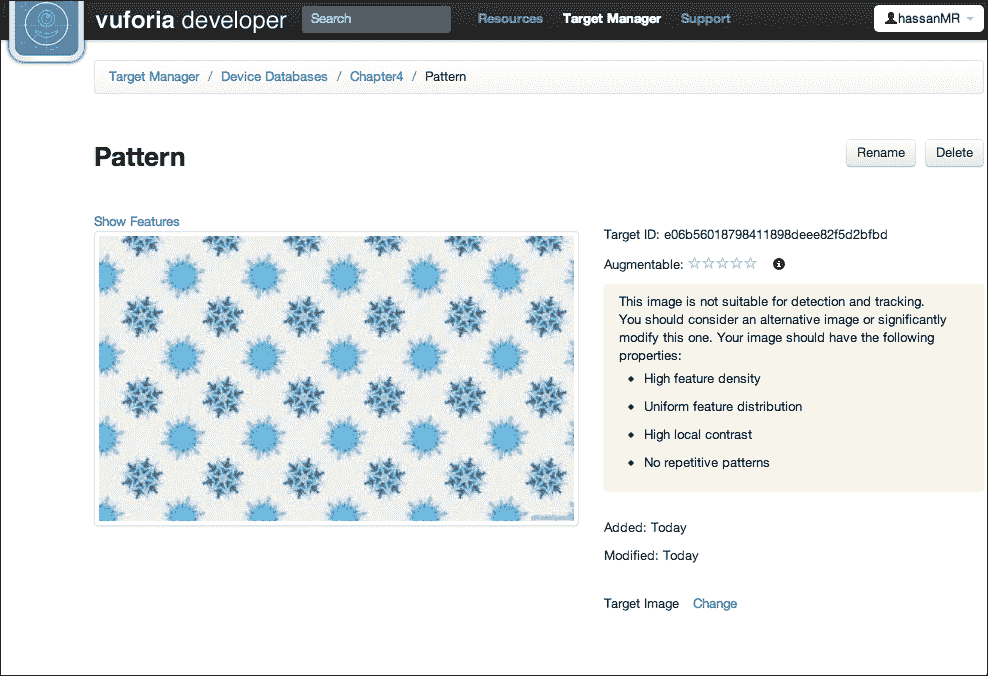 vuforia developer
Search
Resources
Target Manager
Support
hassanMR
Target Manager / Device Databases / Chapter4 / Pattern
Pattern
Rename
Delete
Show Features
Target ID: e06b56018798411898deee82f5d2bfbd
Augmentable:
This image is not suitable for detection and tracking.
You should consider an alternative image or significantly
modify this one. Your image should have the following
properties:
High feature density
Uniform feature distribution
High local contrast
No repetitive patterns
Added: Today
Modified: Today
Target Image Change